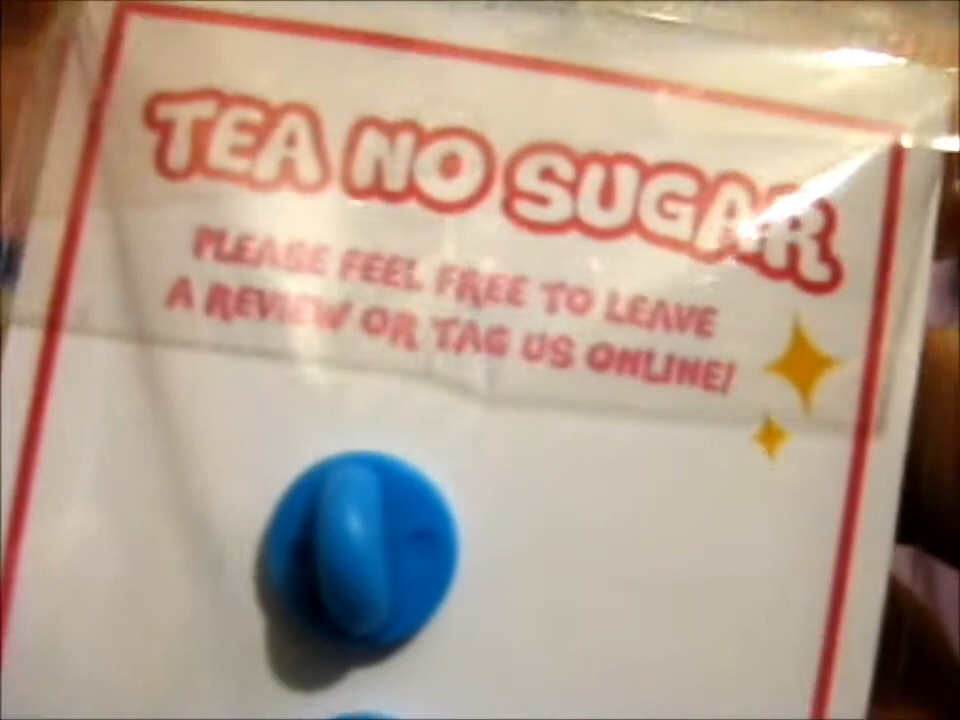 TEA NO SUGAR
PLEASE FEEL FREE TO LEAVE
A REVIEW OR TAG US ONLINE!